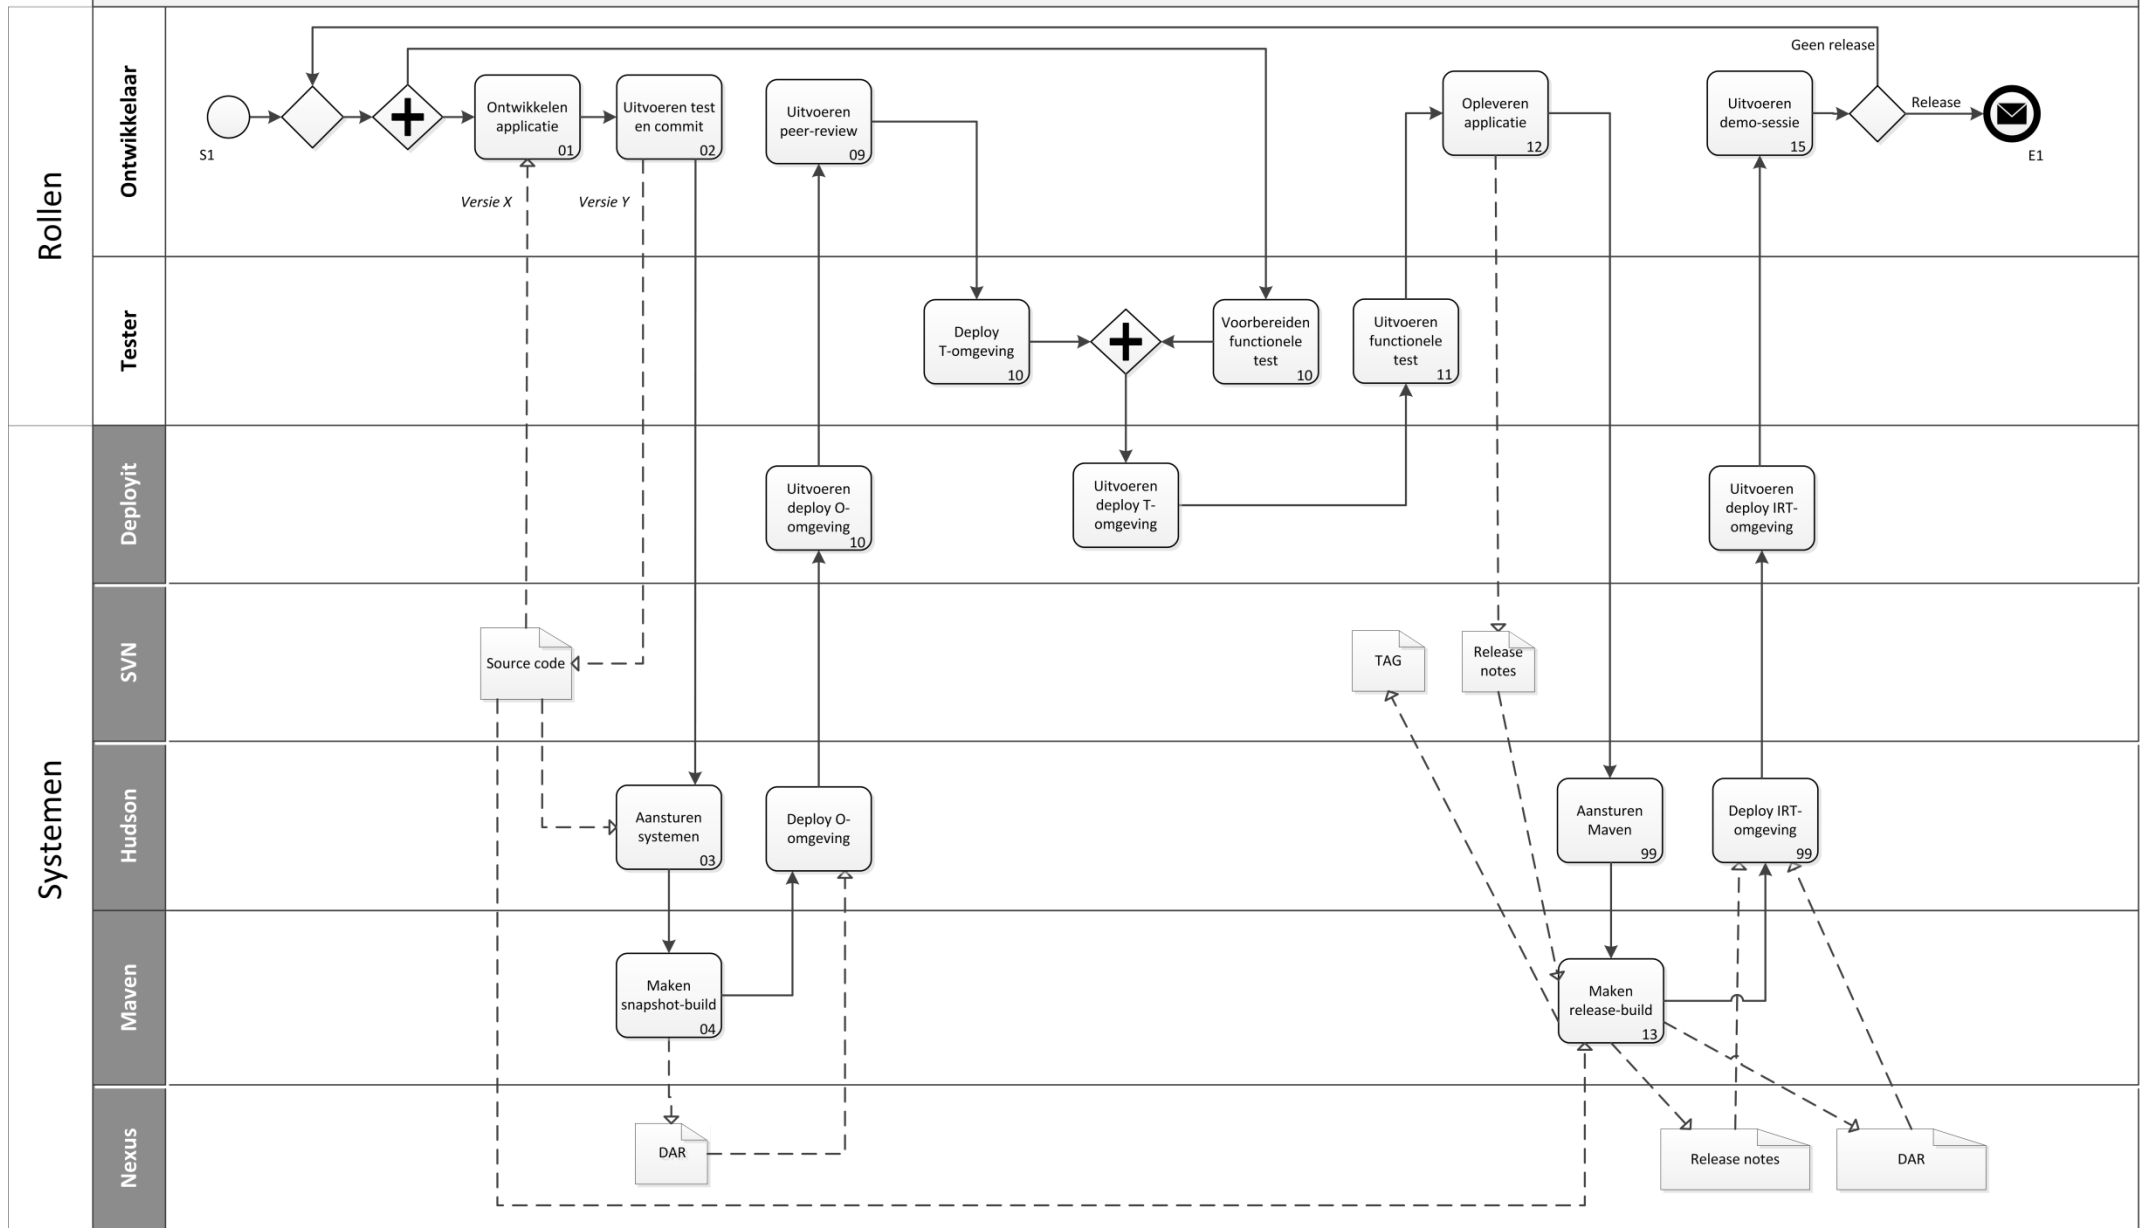 Rollen
Ontwikkelaar
S1
Ontwikkelen
applicatie
01
Uitvoeren test
en commit
02
Versie X
Versie Y
Uitvoeren
peer-review
09
Opleveren
applicatie
12
Uitvoeren
demo-sessie
15
Geen release
Release
E1
Tester
Deploy
T-omgeving
10
Voorbereiden
functionele
test
10
Uitvoeren
functionele
test
11
Systemen
Deployit
Uitvoeren
deploy O-
omgeving
10
Uitvoeren
deploy T-
omgeving
Uitvoeren
deploy IRT-
omgeving
SVN
Source code
TAG
Release
notes
Hudson
Aansturen
systemen
03
Deploy O-
omgeving
Aansturen
Maven
99
Deploy IRT-
omgeving
99
Maven
Maken
snapshot-build
04
Maken
release-build
13
Nexus
DAR
Release notes
DAR